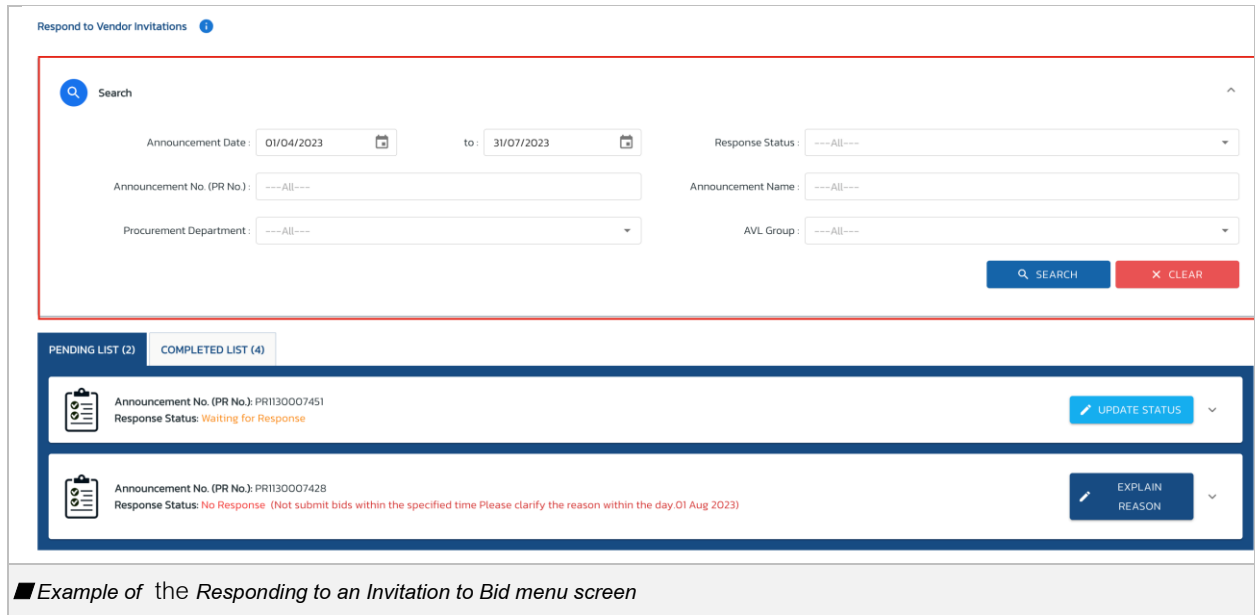 Respond to Vendor Invitations
Search
Announcement Date : 01/04/2023 to : 31/07/2023 Response Status : ---All---
Announcement No. (PR No.) : ---All--- Announcement Name : ---All---
Procurement Department : ---All--- AVL Group : ---All---
SEARCH CLEAR
PENDING LIST (2) COMPLETED LIST (4)
Announcement No. (PR No.): PR1130007451
Response Status: Waiting for Response
UPDATE STATUS
Announcement No. (PR No.): PR1130007428
Response Status: No Response (Not submit bids within the specified time Please clarify the reason within the day.01 Aug 2023)
EXPLAIN
REASON
Example of the Responding to an Invitation to Bid menu screen